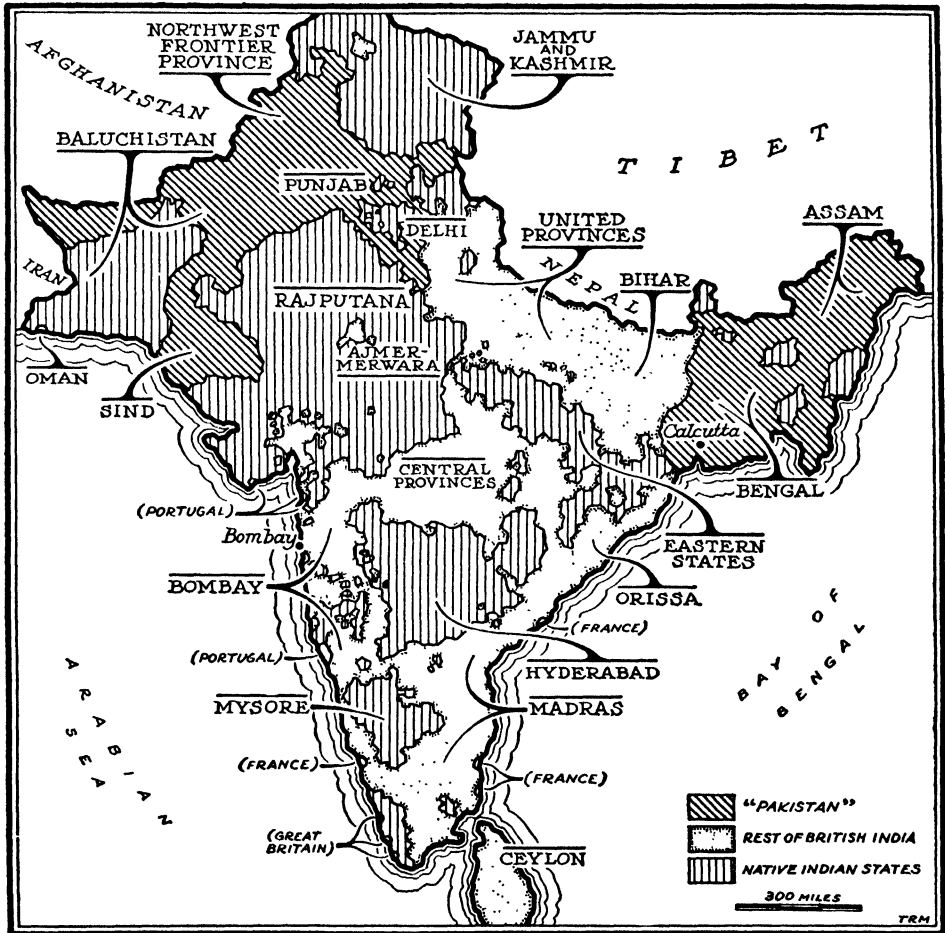 NORTHWEST
FRONTIER
PROVINCE
JAMMU
AND
KASHMIR
AFGHANISTAN
BALUCHISTAN
TIBET
PUNJAB
ASSAM
DELHI
UNITED
PROVINCES
NEPAL
BIHAR
IRAN
RAJPUTANA
AJMER-
MERWARA
OMAN
SIND
Calcutta
CENTRAL
PROVINCES
BENGAL
(PORTUGAL)
Bombay
EASTERN
STATES
BOMBAY
ORISSA
(FRANCE)
(PORTUGAL)
HYDERABAD
BAY OF
BENGAL
MYSORE
MADRAS
ARABIAN
SEA
(FRANCE)
(FRANCE)
(GREAT
BRITAIN)
CEYLON
"PAKISTAN"
REST OF BRITISH INDIA
NATIVE INDIAN STATES
300 MILES
TRM